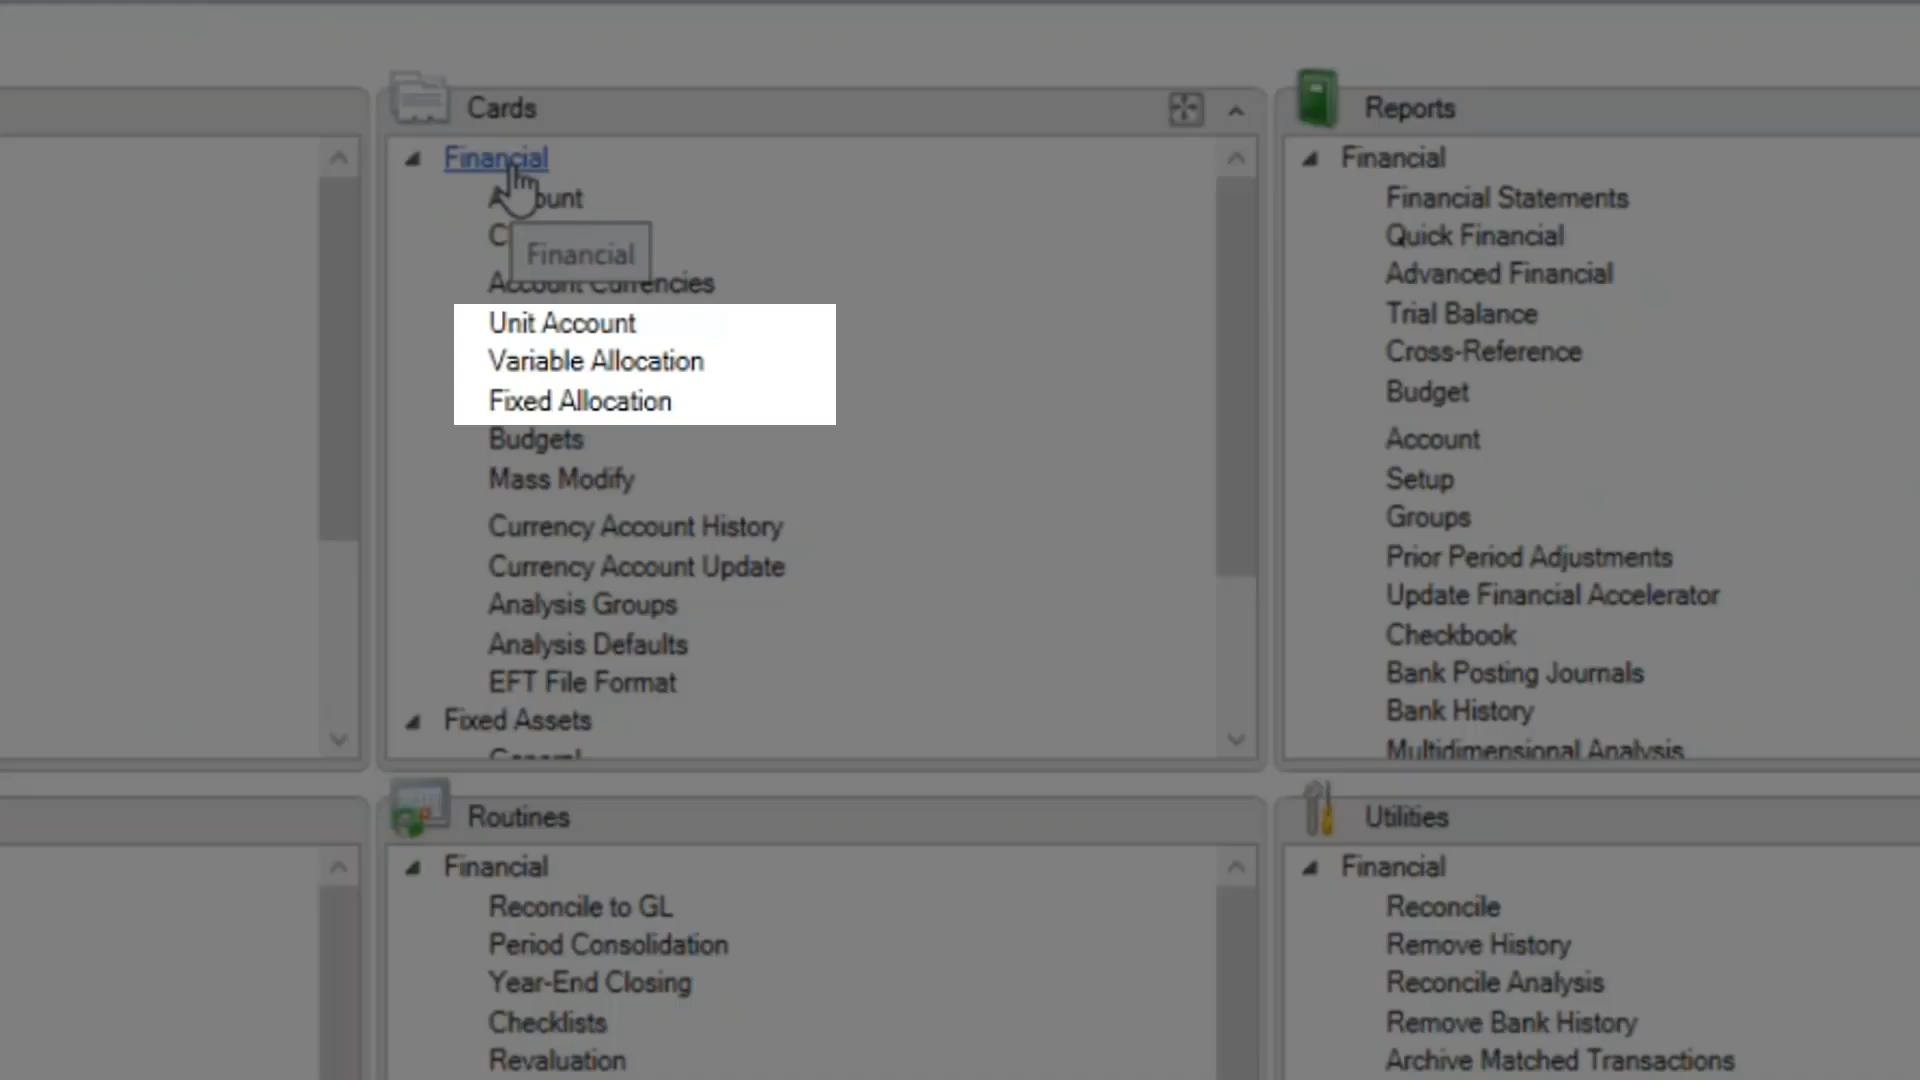 Cards
Financial
Financial
Account Currencies
Unit Account
Variable Allocation
Fixed Allocation
Budgets
Mass Modify
Currency Account History
Currency Account Update
Analysis Groups
Analysis Defaults
EFT File Format
Fixed Assets
General
Reports
Financial
Financial Statements
Quick Financial
Advanced Financial
Trial Balance
Cross-Reference
Budget
Account
Setup
Groups
Prior Period Adjustments
Update Financial Accelerator
Checkbook
Bank Posting Journals
Bank History
Multidimensional Analysis
Routines
Financial
Reconcile to GL
Period Consolidation
Year-End Closing
Checklists
Revaluation
Utilities
Financial
Reconcile
Remove History
Reconcile Analysis
Remove Bank History
Archive Matched Transactions